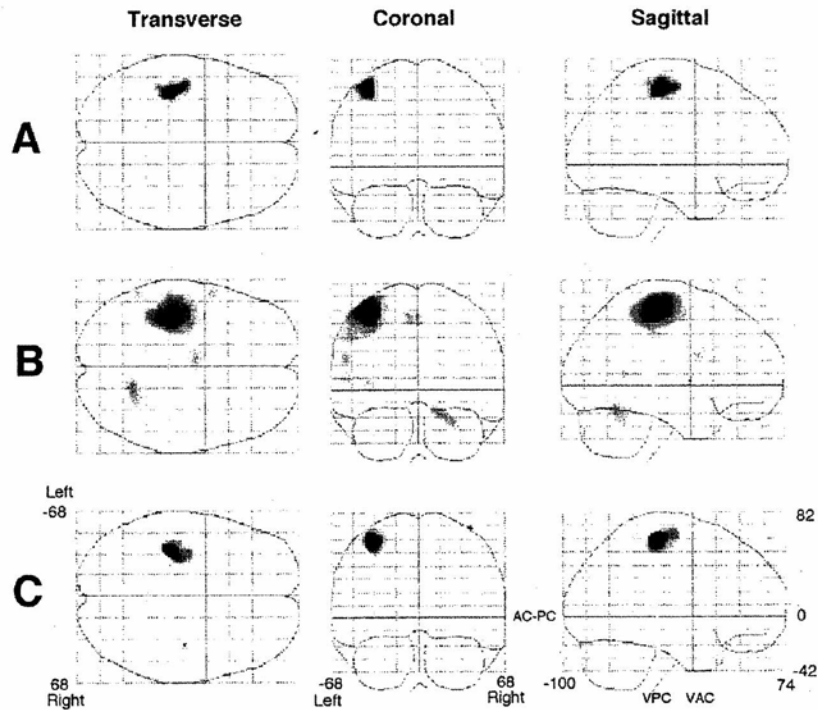 Transverse Coronal Sagittal
A
B
C
Left
-68
68
Right
-68
Left
68
Right
AC-PC
82
0
-42
-100
VPC VAC
74